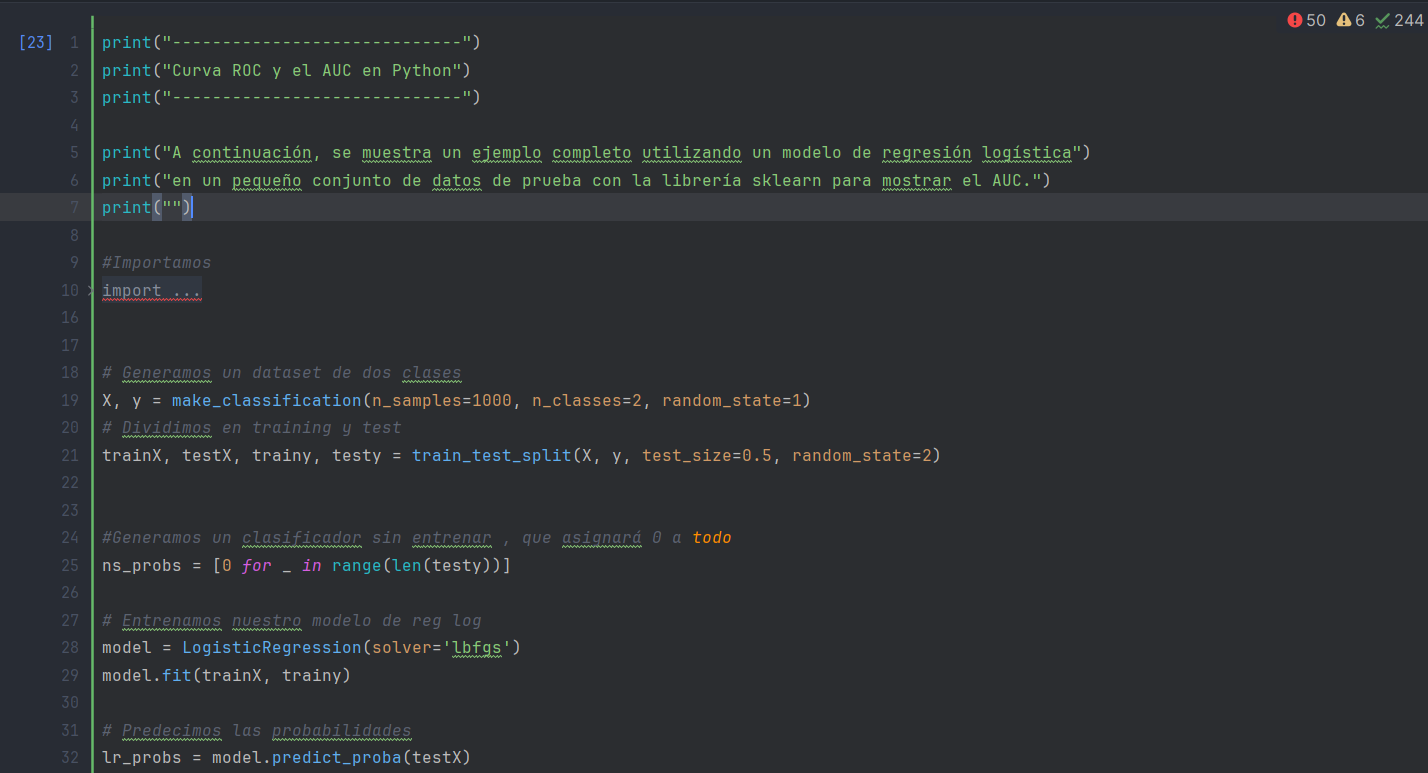 50 6 244
[23] 1 print("-----------------------------")
2 print("Curva ROC y el AUC en Python")
3 print("-----------------------------")
4
5 print("A continuación, se muestra un ejemplo completo utilizando un modelo de regresión logística")
6 print("en un pequeño conjunto de datos de prueba con la librería sklearn para mostrar el AUC.")
7 print("")
8
9 #Importamos
10 import ...
16
17
18 # Generamos un dataset de dos clases
19 X, y = make_classification(n_samples=1000, n_classes=2, random_state=1)
20 # Dividimos en training y test
21 trainX, testX, trainy, testy = train_test_split(X, y, test_size=0.5, random_state=2)
22
23
24 #Generamos un clasificador sin entrenar , que asignará 0 a todo
25 ns_probs = [0 for _ in range(len(testy))]
26
27 # Entrenamos nuestro modelo de reg log
28 model = LogisticRegression(solver='lbfgs')
29 model.fit(trainX, trainy)
30
31 # Predecimos las probabilidades
32 lr_probs = model.predict_proba(testX)